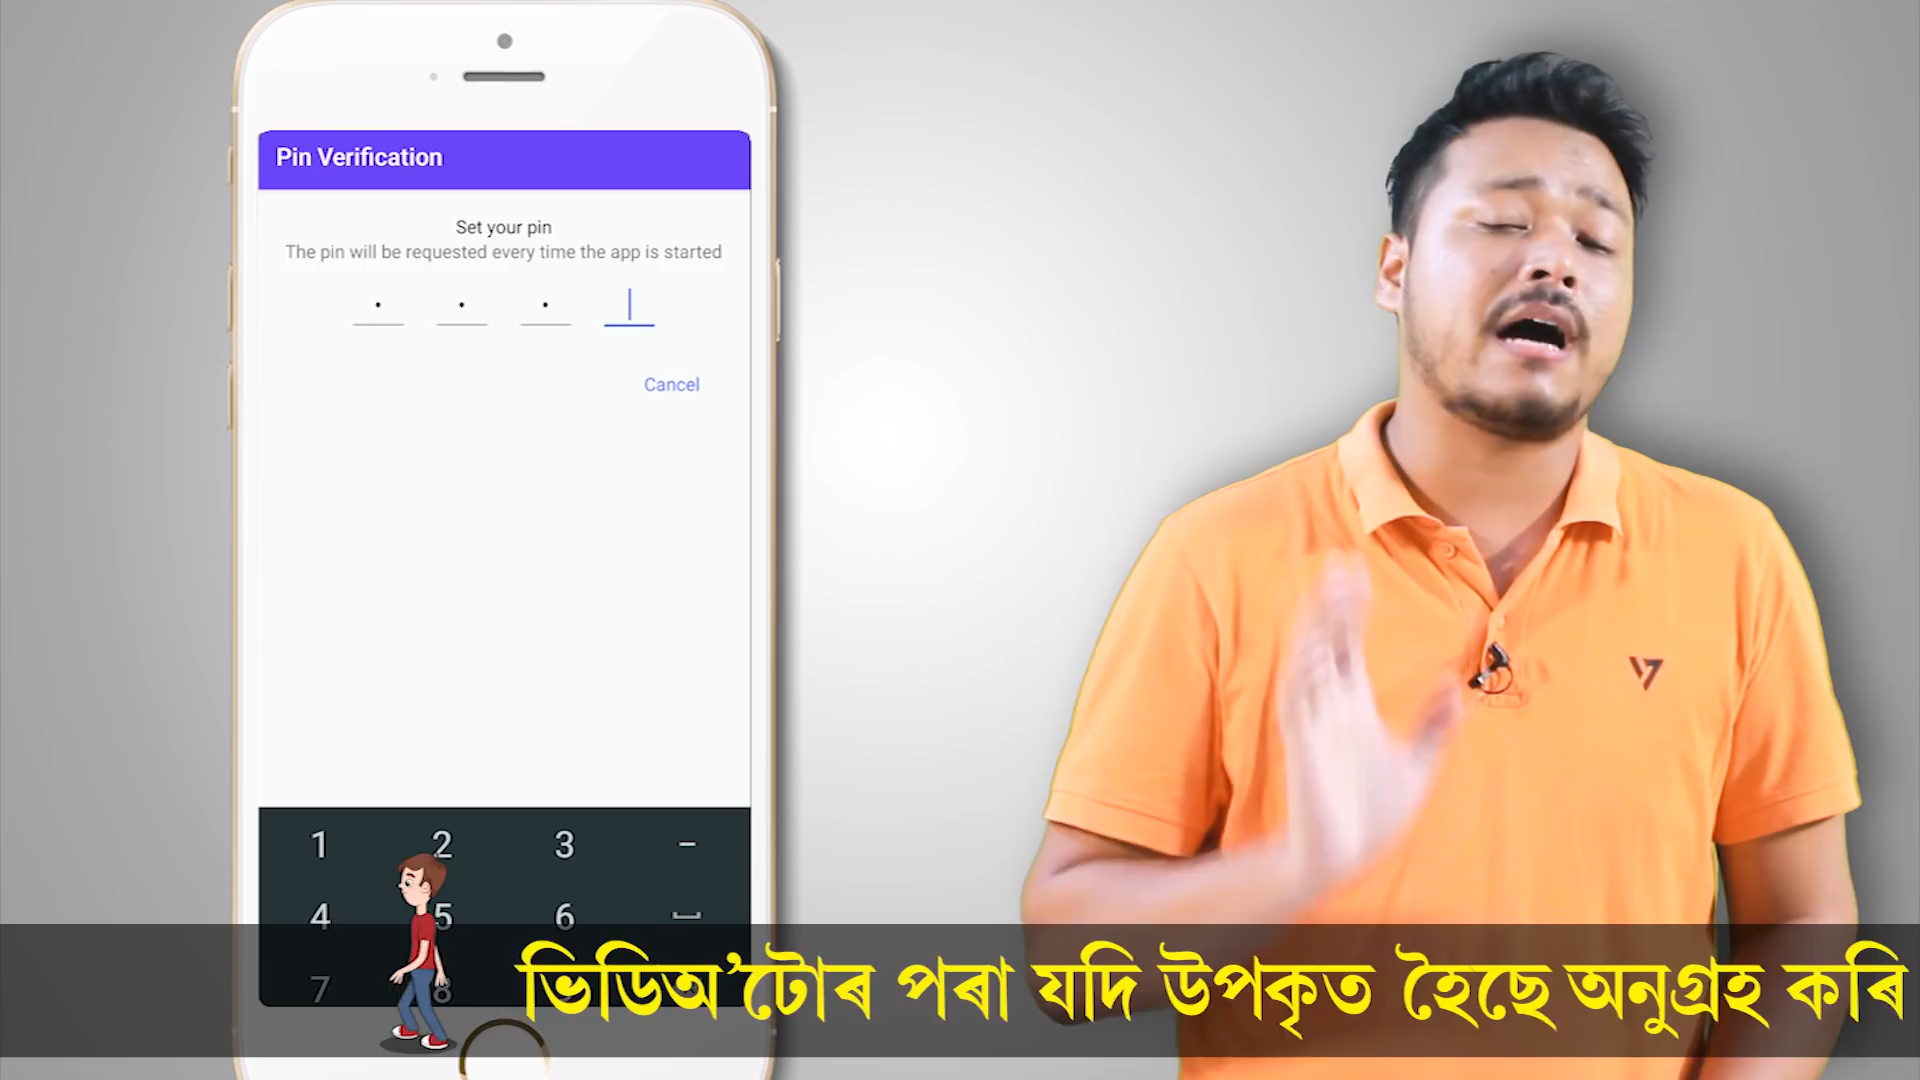 Pin Verification
Set your pin
The pin will be requested every time the app is started
Cancel
1 2 3 –
4 5 6
7 8
ভিডিঅ'টোৰ পৰা যদি উপকৃত হৈছে অনুগ্ৰহ কৰি